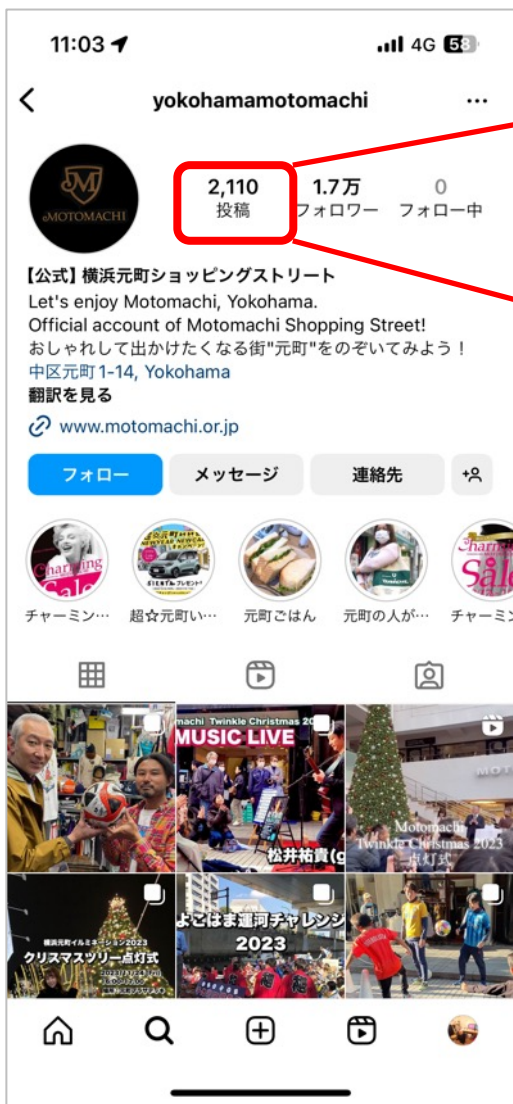 11:03
4G 58
yokohamamotomachi
...
M
MOTOMACHI
2,110 1.7万 0
投稿 フォロワー フォロー中
【公式】横浜元町ショッピングストリート
Let's enjoy Motomachi, Yokohama.
Official account of Motomachi Shopping Street!
おしゃれして出かけたくなる街"元町"をのぞいてみよう！
中区元町1-14, Yokohama
翻訳を見る
www.motomachi.or.jp
フォロー メッセージ 連絡先
Charming
Sale
チャーミン… 超☆元町い… 元町ごはん 元町の人が… チャーミン
machi Twinkle Christmas 20
MUSIC LIVE
松井祐貴(g
Motomachi
Twinkle Christmas 2023
点灯式
横浜元町イルミネーション2023
クリスマスツリー点灯式
よこはま運河チャレンジ
2023